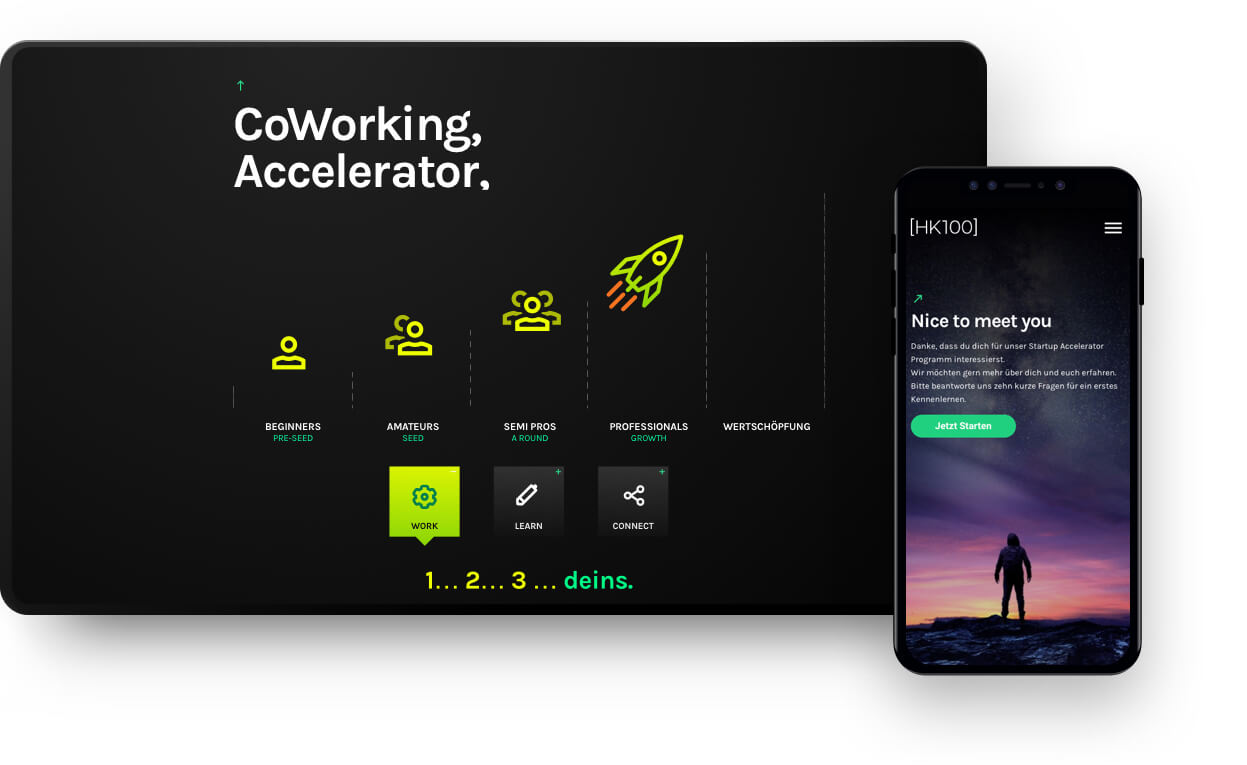 CoWorking,
Accelerator,
BEGINNERS
PRE-SEED
AMATEURS
SEED
SEMI PROS
A ROUND
PROFESSIONALS
GROWTH
WERTSCHÖPFUNG
WORK
LEARN
CONNECT
1... 2... 3 ... deins.
[HK100]
Nice to meet you
Danke, dass du dich für unser Startup Accelerator
Programm interessierst.
Wir möchten gern mehr über dich und euch erfahren.
Bitte beantworte uns zehn kurze Fragen für ein erstes
Kennenlernen.
Jetzt Starten